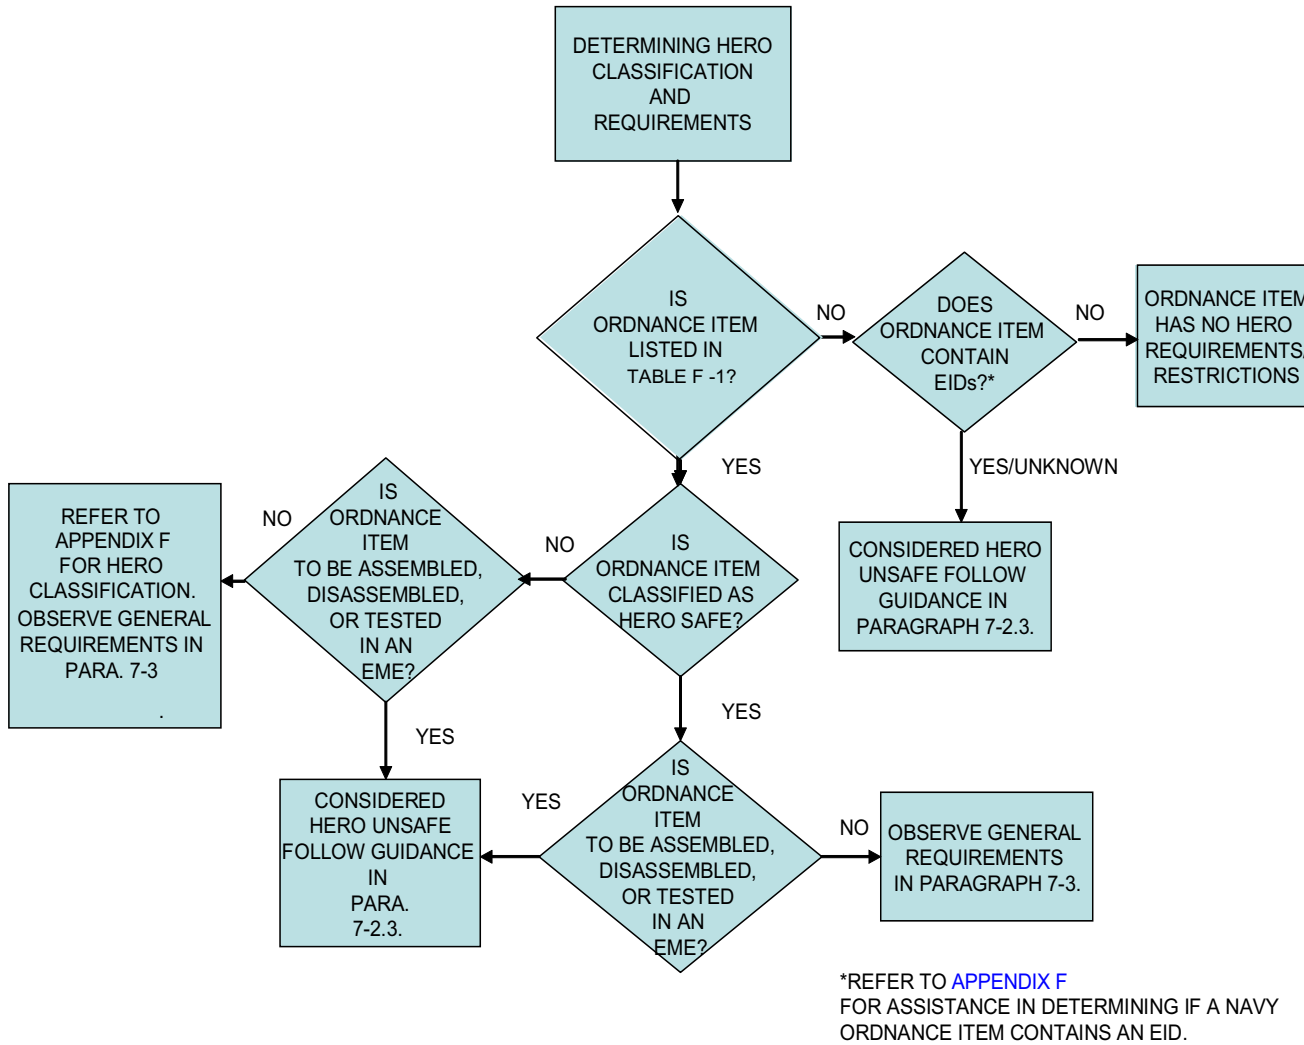 DETERMINING HERO
CLASSIFICATION
AND
REQUIREMENTS
IS
ORDNANCE ITEM
LISTED IN
TABLE F -1?
NO
DOES
ORDNANCE ITEM
CONTAIN
EIDs?*
NO
ORDNANCE ITEM
HAS NO HERO
REQUIREMENTS/
RESTRICTIONS
YES
YES/UNKNOWN
CONSIDERED HERO
UNSAFE FOLLOW
GUIDANCE IN
PARAGRAPH 7-2.3.
IS
ORDNANCE ITEM
CLASSIFIED AS
HERO SAFE?
NO
IS
ORDNANCE
ITEM
TO BE ASSEMBLED,
DISASSEMBLED,
OR TESTED
IN AN
EME?
NO
REFER TO
APPENDIX F
FOR HERO
CLASSIFICATION.
OBSERVE GENERAL
REQUIREMENTS IN
PARA. 7-3
.
YES
YES
CONSIDERED
HERO UNSAFE
FOLLOW GUIDANCE
IN
PARA.
7-2.3.
YES
IS
ORDNANCE
ITEM
TO BE ASSEMBLED,
DISASSEMBLED,
OR TESTED
IN AN
EME?
NO
OBSERVE GENERAL
REQUIREMENTS
IN PARAGRAPH 7-3.
*REFER TO APPENDIX F
FOR ASSISTANCE IN DETERMINING IF A NAVY
ORDNANCE ITEM CONTAINS AN EID.